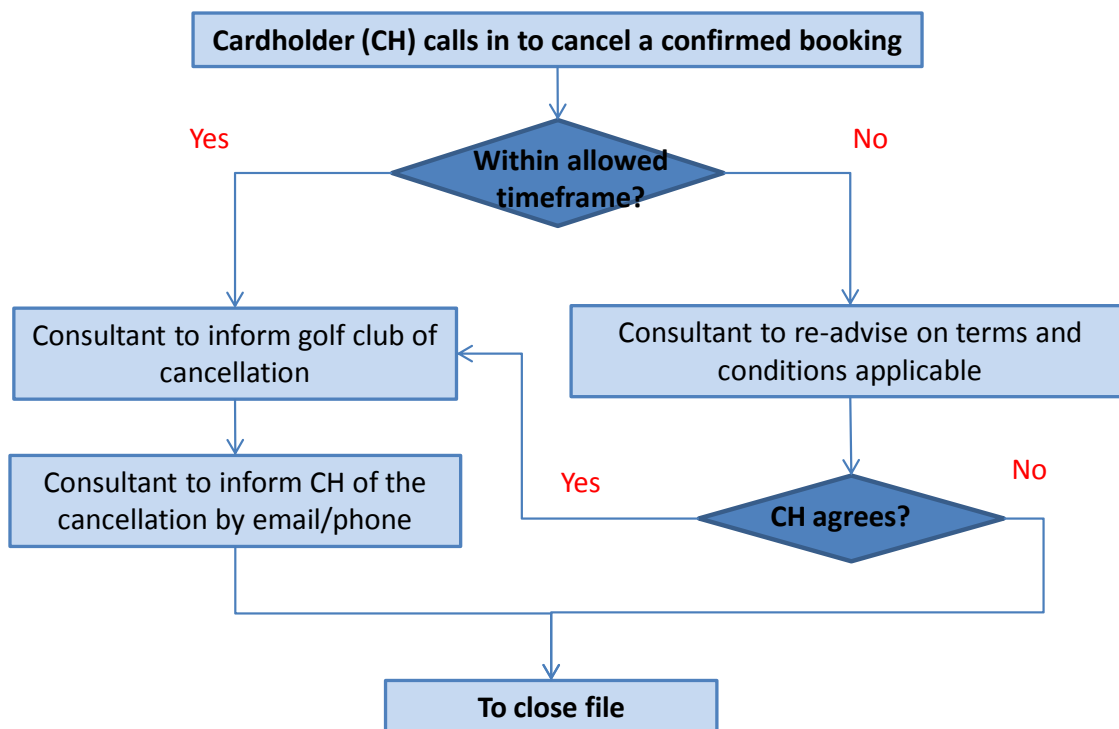 Cardholder (CH) calls in to cancel a confirmed booking
Yes
No
Within allowed
timeframe?
Consultant to inform golf club of
cancellation
Consultant to re-advise on terms and
conditions applicable
Consultant to inform CH of the
cancellation by email/phone
Yes
No
CH agrees?
To close file